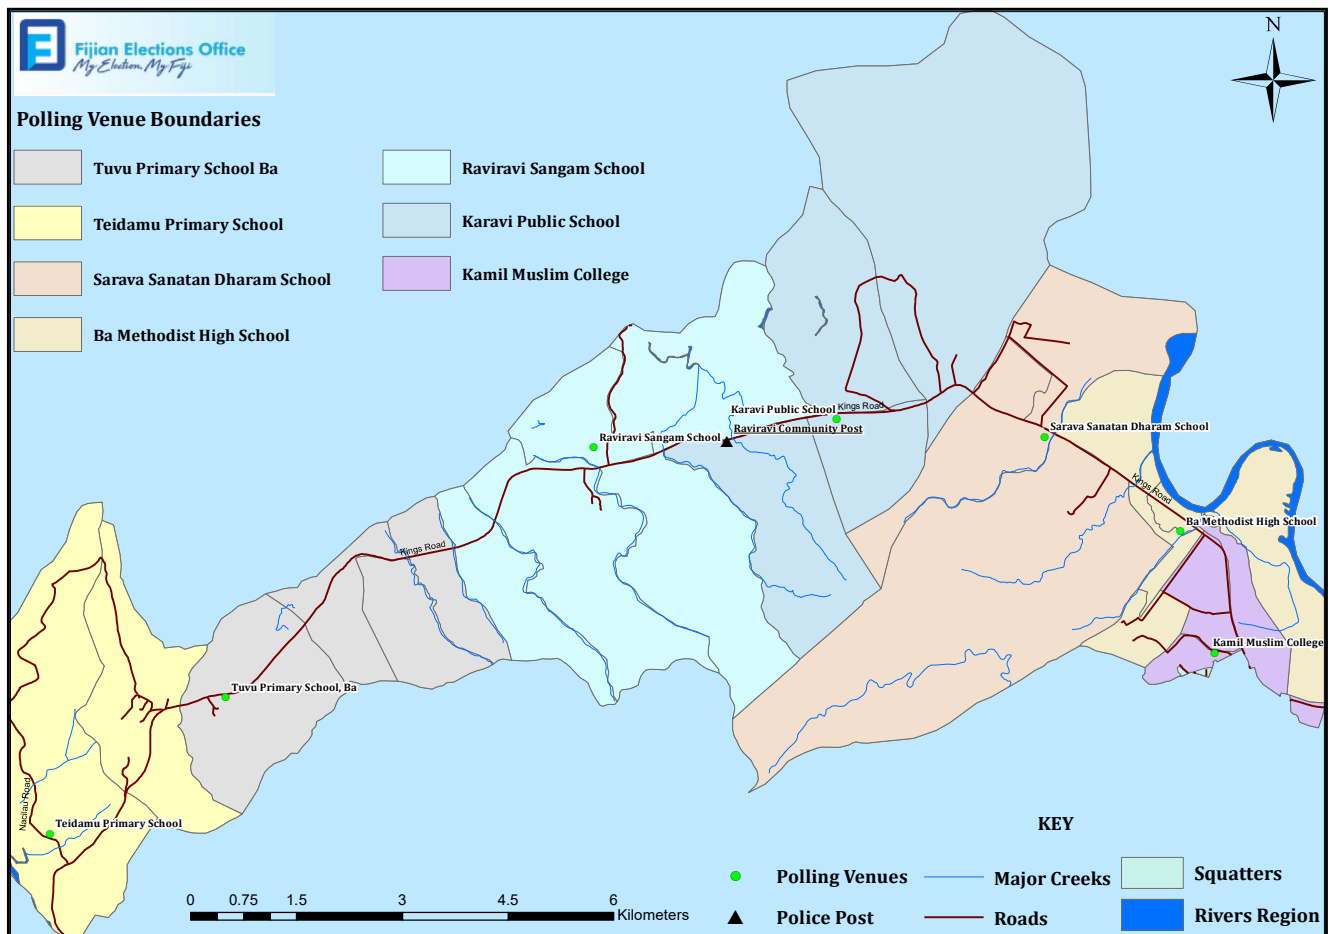 Fijian Elections Office
My Election, My Fiji
N
Polling Venue Boundaries
Tuvu Primary School Ba
Teidamu Primary School
Sarava Sanatan Dharam School
Ba Methodist High School
Raviravi Sangam School
Karavi Public School
Kamil Muslim College
Karavi Public School
Kings Road
Raviravi Community Post
Raviravi Sangam School
Sarava Sanatan Dharam School
Kings Road
Ba Methodist High School
Kings Road
Kamil Muslim College
Tuvu Primary School, Ba
Nacilau Road
Teidamu Primary School
KEY
Polling Venues
Major Creeks
Squatters
Police Post
Roads
Rivers Region
0 0.75 1.5 3 4.5 6
Kilometers